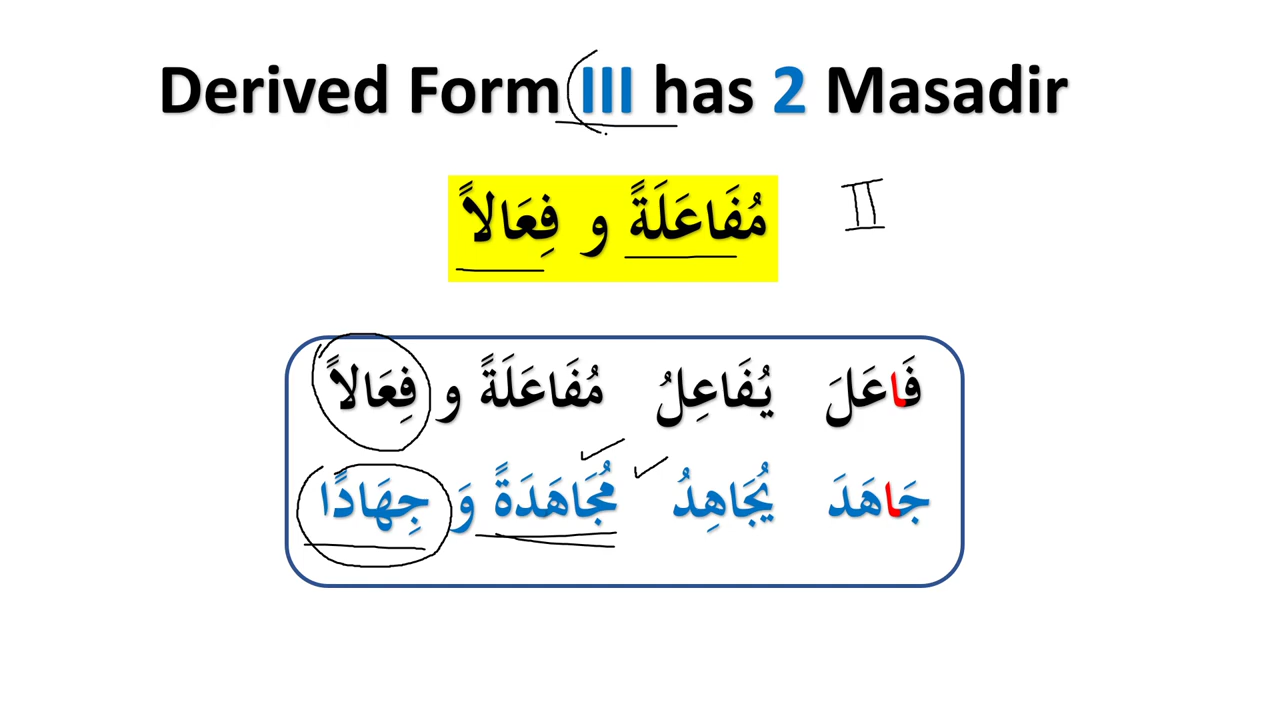 Derived Form III has 2 Masadir
مُفَاعَلَةً و فِعَالاً
II
فَاعَلَ يُفَاعِلُ مُفَاعَلَةً و فِعَالاً
جَاهَدَ يُجَاهِدُ مُجَاهَدَةً وَ جِهَادًا